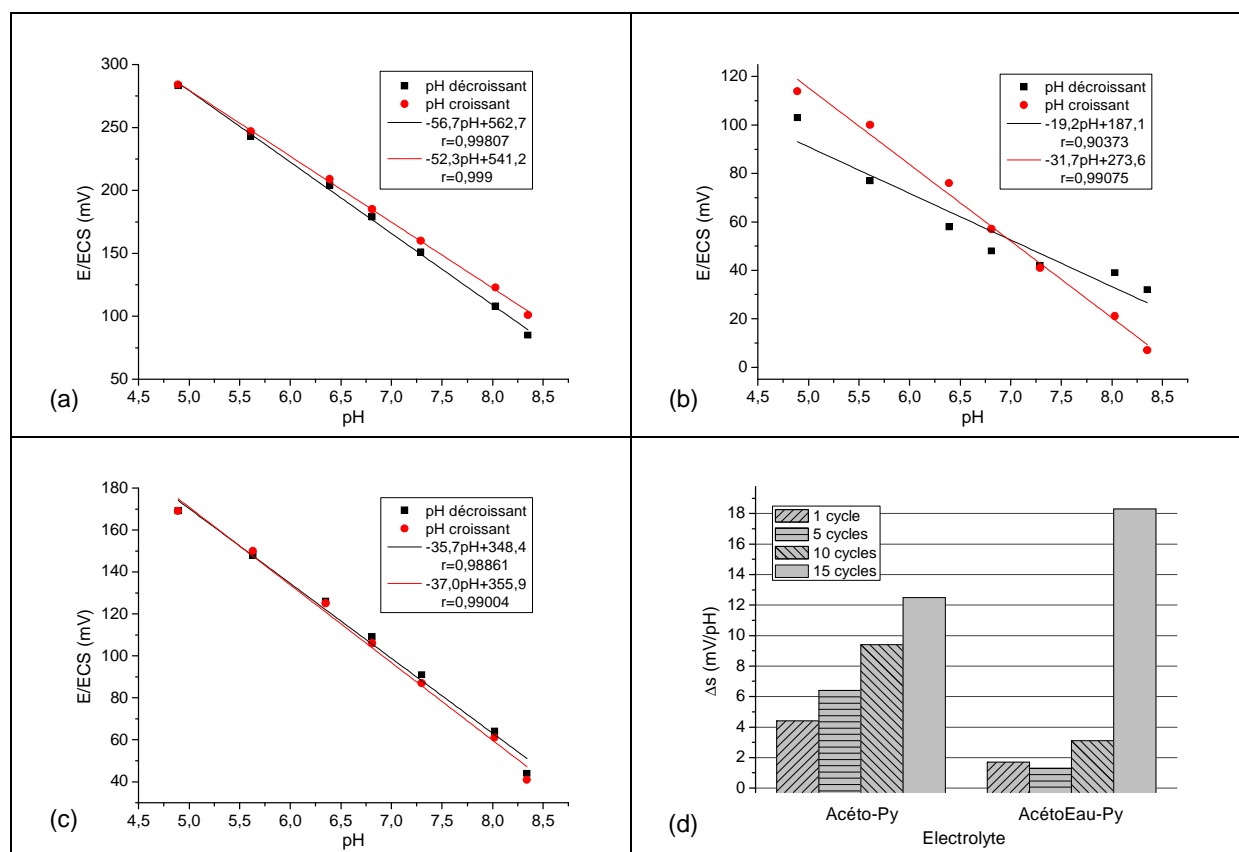 300
250
200
150
100
50
E/ECS (mV)
4,5 5,0 5,5 6,0 6,5 7,0 7,5 8,0 8,5
pH
pH décroissant
pH croissant
-56,7pH+562,7
r=0,99807
-52,3pH+541,2
r=0,999
(a)
120
100
80
60
40
20
0
E/ECS (mV)
4,5 5,0 5,5 6,0 6,5 7,0 7,5 8,0 8,5
pH
pH décroissant
pH croissant
-19,2pH+187,1
r=0,90373
-31,7pH+273,6
r=0,99075
(b)
180
160
140
120
100
80
60
40
E/ECS (mV)
4,5 5,0 5,5 6,0 6,5 7,0 7,5 8,0 8,5
pH
pH décroissant
pH croissant
-35,7pH+348,4
r=0,98861
-37,0pH+355,9
r=0,99004
(c)
18
16
14
12
10
8
6
4
2
0
Δs (mV/pH)
1 cycle
5 cycles
10 cycles
15 cycles
Acéto-Py AcétoEau-Py
Electrolyte
(d)